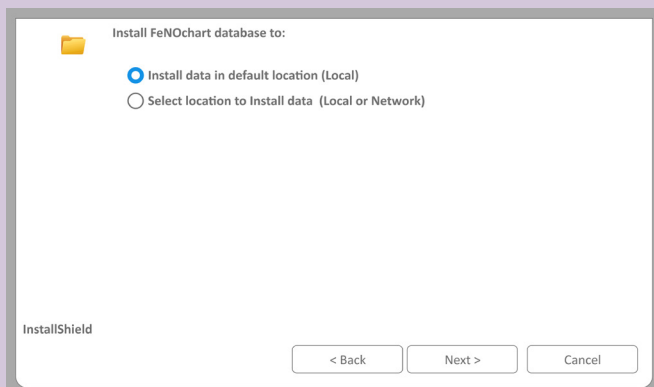 Install FeNOchart database to:
Install data in default location (Local)
Select location to Install data (Local or Network)
InstallShield
< Back
Next >
Cancel